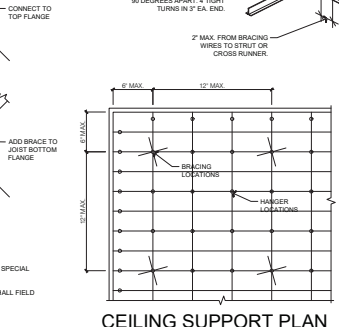 CONNECT TO
TOP FLANGE
90 DEGREES APART. 4 TIGHT
TURNS IN 3" EA. END.
2" MAX. FROM BRACING
WIRES TO STRUT OR
CROSS RUNNER.
6' MAX.
12' MAX.
6' MAX.
ADD BRACE TO
JOIST BOTTOM
FLANGE
BRACING
LOCATIONS
12' MAX.
HANGER
LOCATIONS
SPECIAL
HALL FIELD
CEILING SUPPORT PLAN